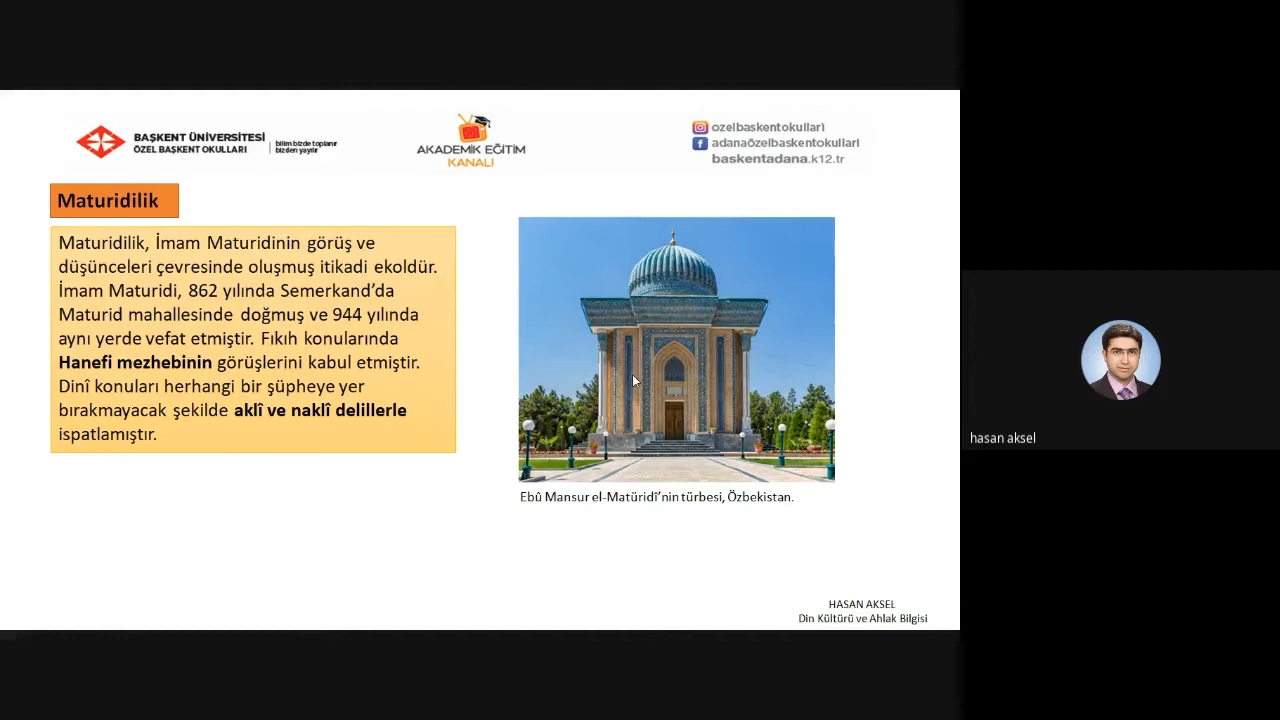 BAŞKENT ÜNİVERSİTESİ
ÖZEL BAŞKENT OKULLARI
bilim bizde toplanır
bizden yayılır
AKADEMİK EĞİTİM
KANALI
ozelbaskentokullari
adanaözelbaskentokullari
baskentadana.k12.tr
Maturidilik
Maturidilik, İmam Maturidinin görüş ve
düşünceleri çevresinde oluşmuş itikadi ekoldür.
İmam Maturidi, 862 yılında Semerkand’da
Maturid mahallesinde doğmuş ve 944 yılında
aynı yerde vefat etmiştir. Fıkıh konularında
Hanefi mezhebinin görüşlerini kabul etmiştir.
Dinî konuları herhangi bir şüpheye yer
bırakmayacak şekilde aklî ve naklî delillerle
ispatlamıştır.
Ebû Mansur el-Matüridî’nin türbesi, Özbekistan.
hasan aksel
HASAN AKSEL
Din Kültürü ve Ahlak Bilgisi